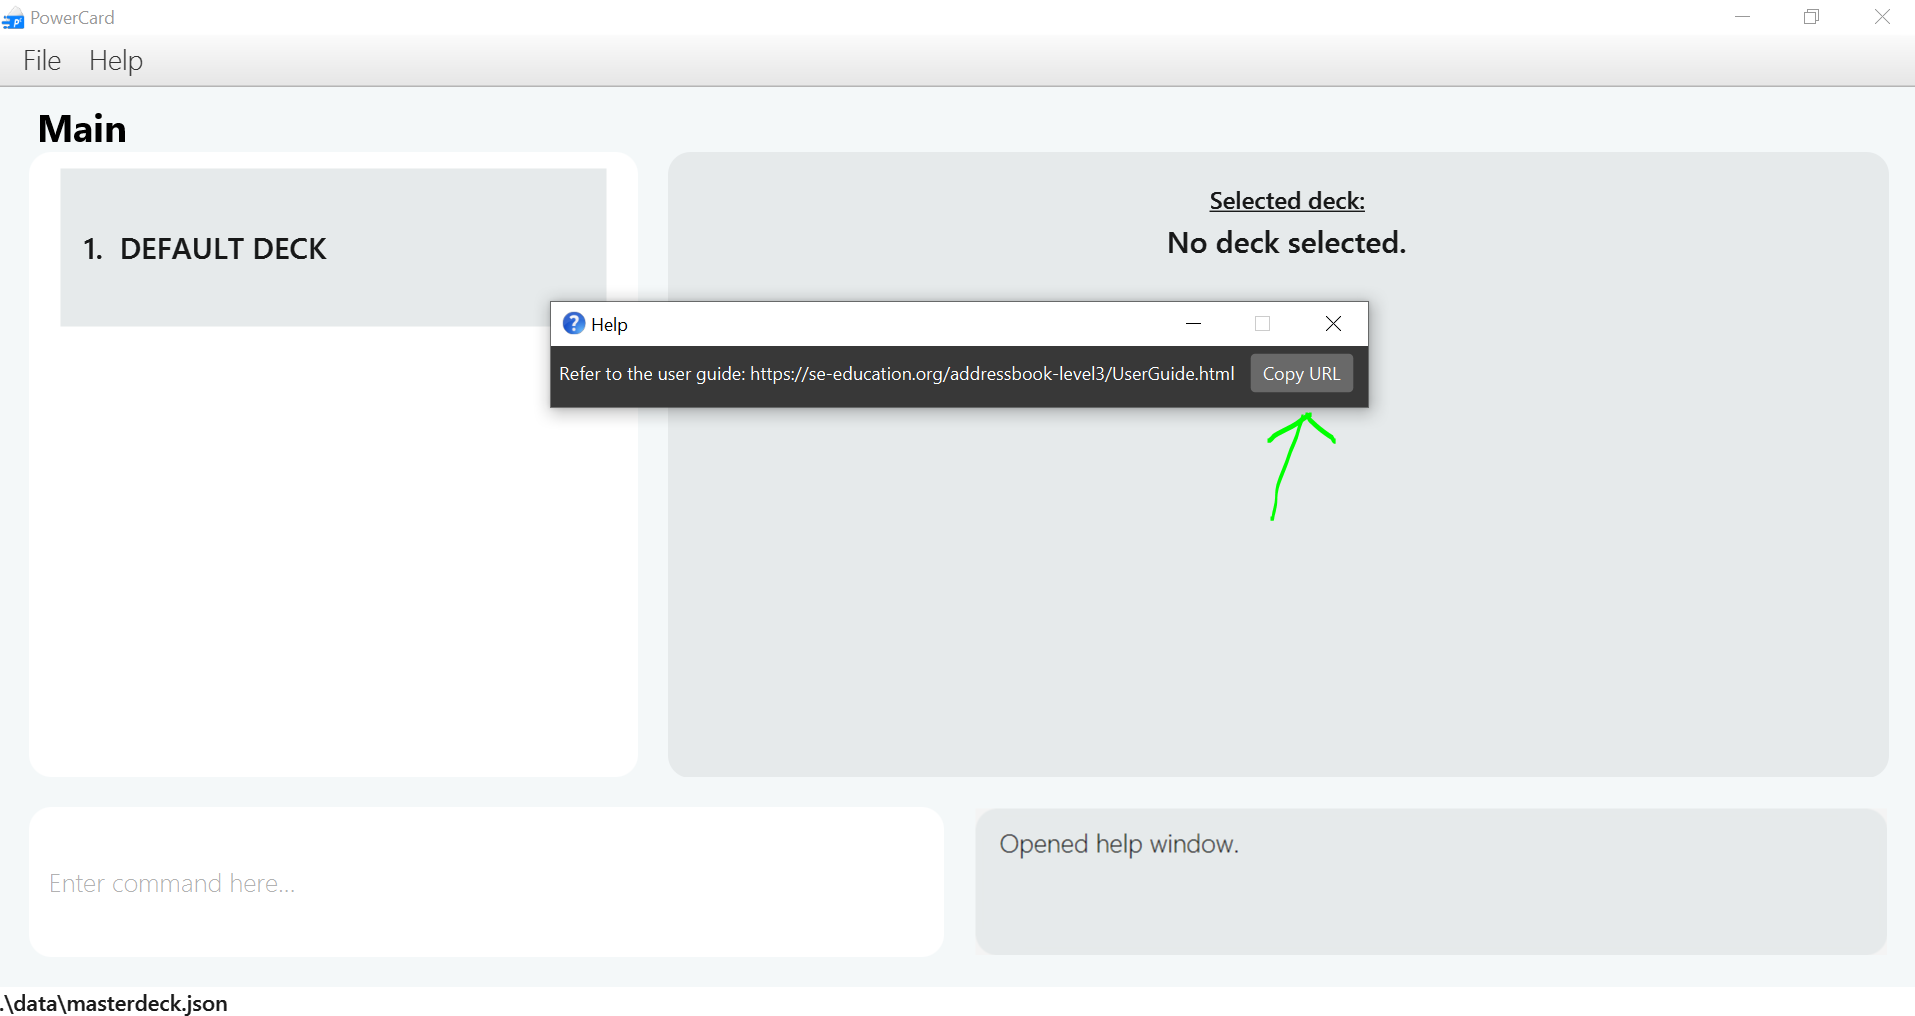 PowerCard
File Help
Main
1. DEFAULT DECK
Selected deck:
No deck selected.
Help
Refer to the user guide: https://se-education.org/addressbook-level3/UserGuide.html Copy URL
Enter command here...
Opened help window.
.\data\masterdeck.json